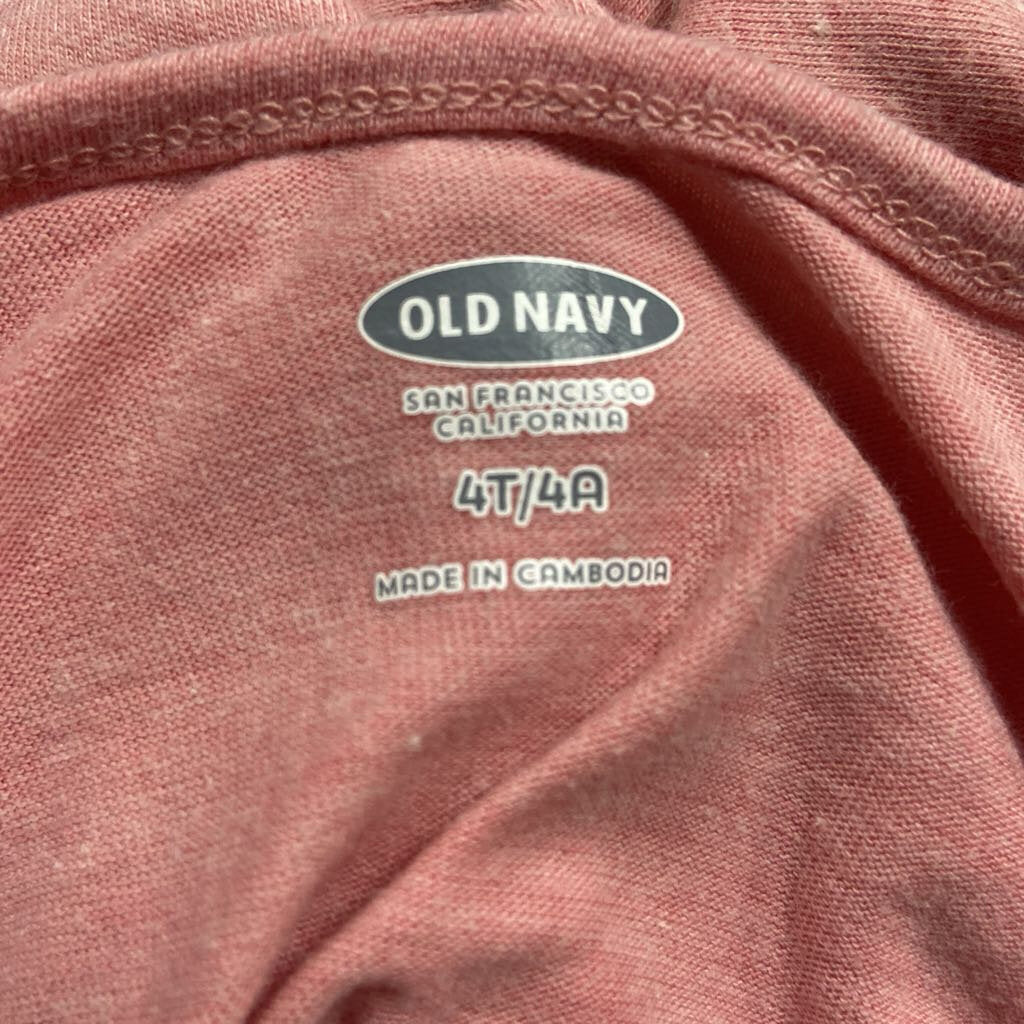 OLD NAVY
SAN FRANCISCO
CALIFORNIA
4T/4A
MADE IN CAMBODIA